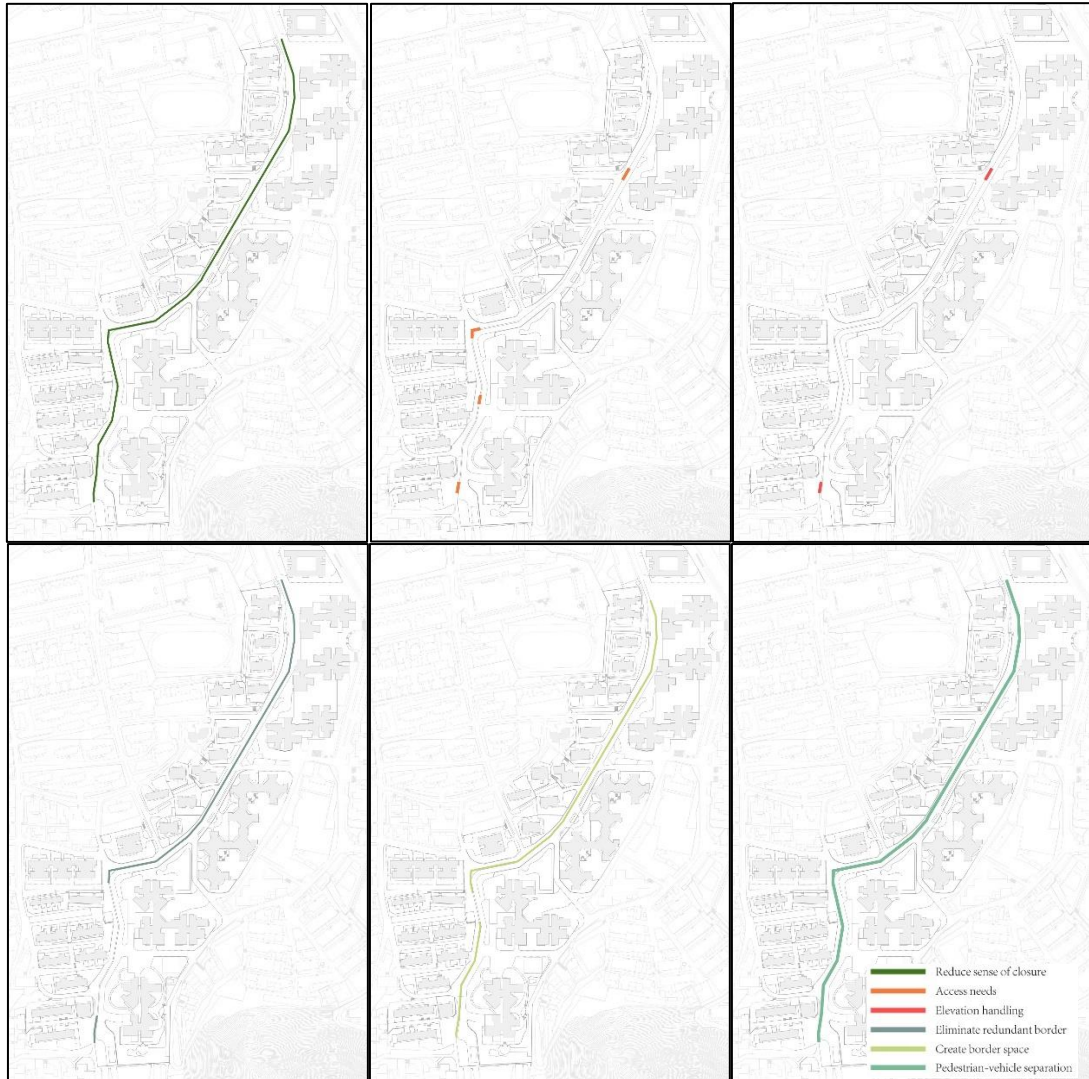 Reduce sense of closure
Access needs
Elevation handling
Eliminate redundant border
Create border space
Pedestrian-vehicle separation